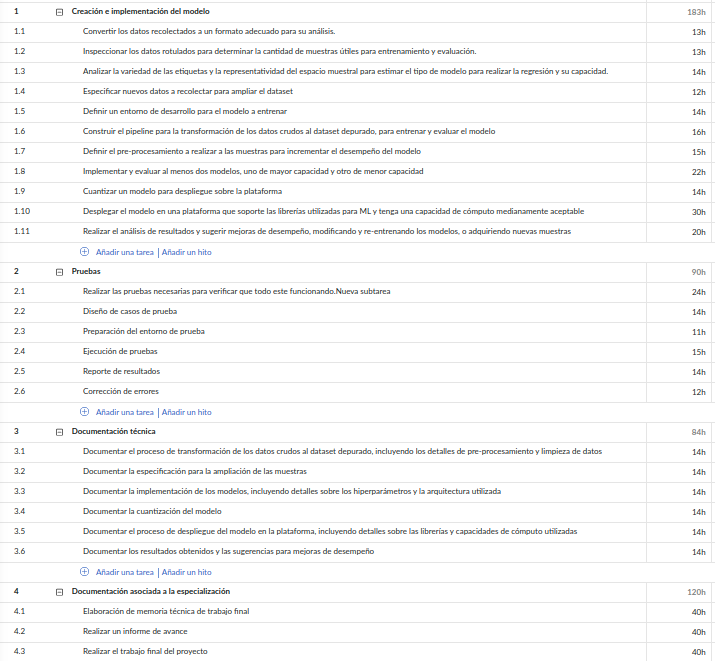 1 Creación e implementación del modelo 183h
1.1 Convertir los datos recolectados a un formato adecuado para su análisis. 13h
1.2 Inspeccionar los datos rotulados para determinar la cantidad de muestras útiles para entrenamiento y evaluación. 13h
1.3 Analizar la variedad de las etiquetas y la representatividad del espacio muestral para estimar el tipo de modelo para realizar la regresión y su capacidad. 14h
1.4 Especificar nuevos datos a recolectar para ampliar el dataset 12h
1.5 Definir un entorno de desarrollo para el modelo a entrenar 14h
1.6 Construir el pipeline para la transformación de los datos crudos al dataset depurado, para entrenar y evaluar el modelo 16h
1.7 Definir el pre-procesamiento a realizar a las muestras para incrementar el desempeño del modelo 15h
1.8 Implementar y evaluar al menos dos modelos, uno de mayor capacidad y otro de menor capacidad 22h
1.9 Cuantizar un modelo para despliegue sobre la plataforma 14h
1.10 Desplegar el modelo en una plataforma que soporte las librerías utilizadas para ML y tenga una capacidad de cómputo medianamente aceptable 30h
1.11 Realizar el análisis de resultados y sugerir mejoras de desempeño, modificando y re-entrenando los modelos, o adquiriendo nuevas muestras 20h
Añadir una tarea | Añadir un hito
2 Pruebas 90h
2.1 Realizar las pruebas necesarias para verificar que todo este funcionando.Nueva subtarea 24h
2.2 Diseño de casos de prueba 14h
2.3 Preparación del entorno de prueba 11h
2.4 Ejecución de pruebas 15h
2.5 Reporte de resultados 14h
2.6 Corrección de errores 12h
Añadir una tarea | Añadir un hito
3 Documentación técnica 84h
3.1 Documentar el proceso de transformación de los datos crudos al dataset depurado, incluyendo los detalles de pre-procesamiento y limpieza de datos 14h
3.2 Documentar la especificación para la ampliación de las muestras 14h
3.3 Documentar la implementación de los modelos, incluyendo detalles sobre los hiperparámetros y la arquitectura utilizada 14h
3.4 Documentar la cuantización del modelo 14h
3.5 Documentar el proceso de despliegue del modelo en la plataforma, incluyendo detalles sobre las librerías y capacidades de cómputo utilizadas 14h
3.6 Documentar los resultados obtenidos y las sugerencias para mejoras de desempeño 14h
Añadir una tarea | Añadir un hito
4 Documentación asociada a la especialización 120h
4.1 Elaboración de memoria técnica de trabajo final 40h
4.2 Realizar un informe de avance 40h
4.3 Realizar el trabajo final del proyecto 40h